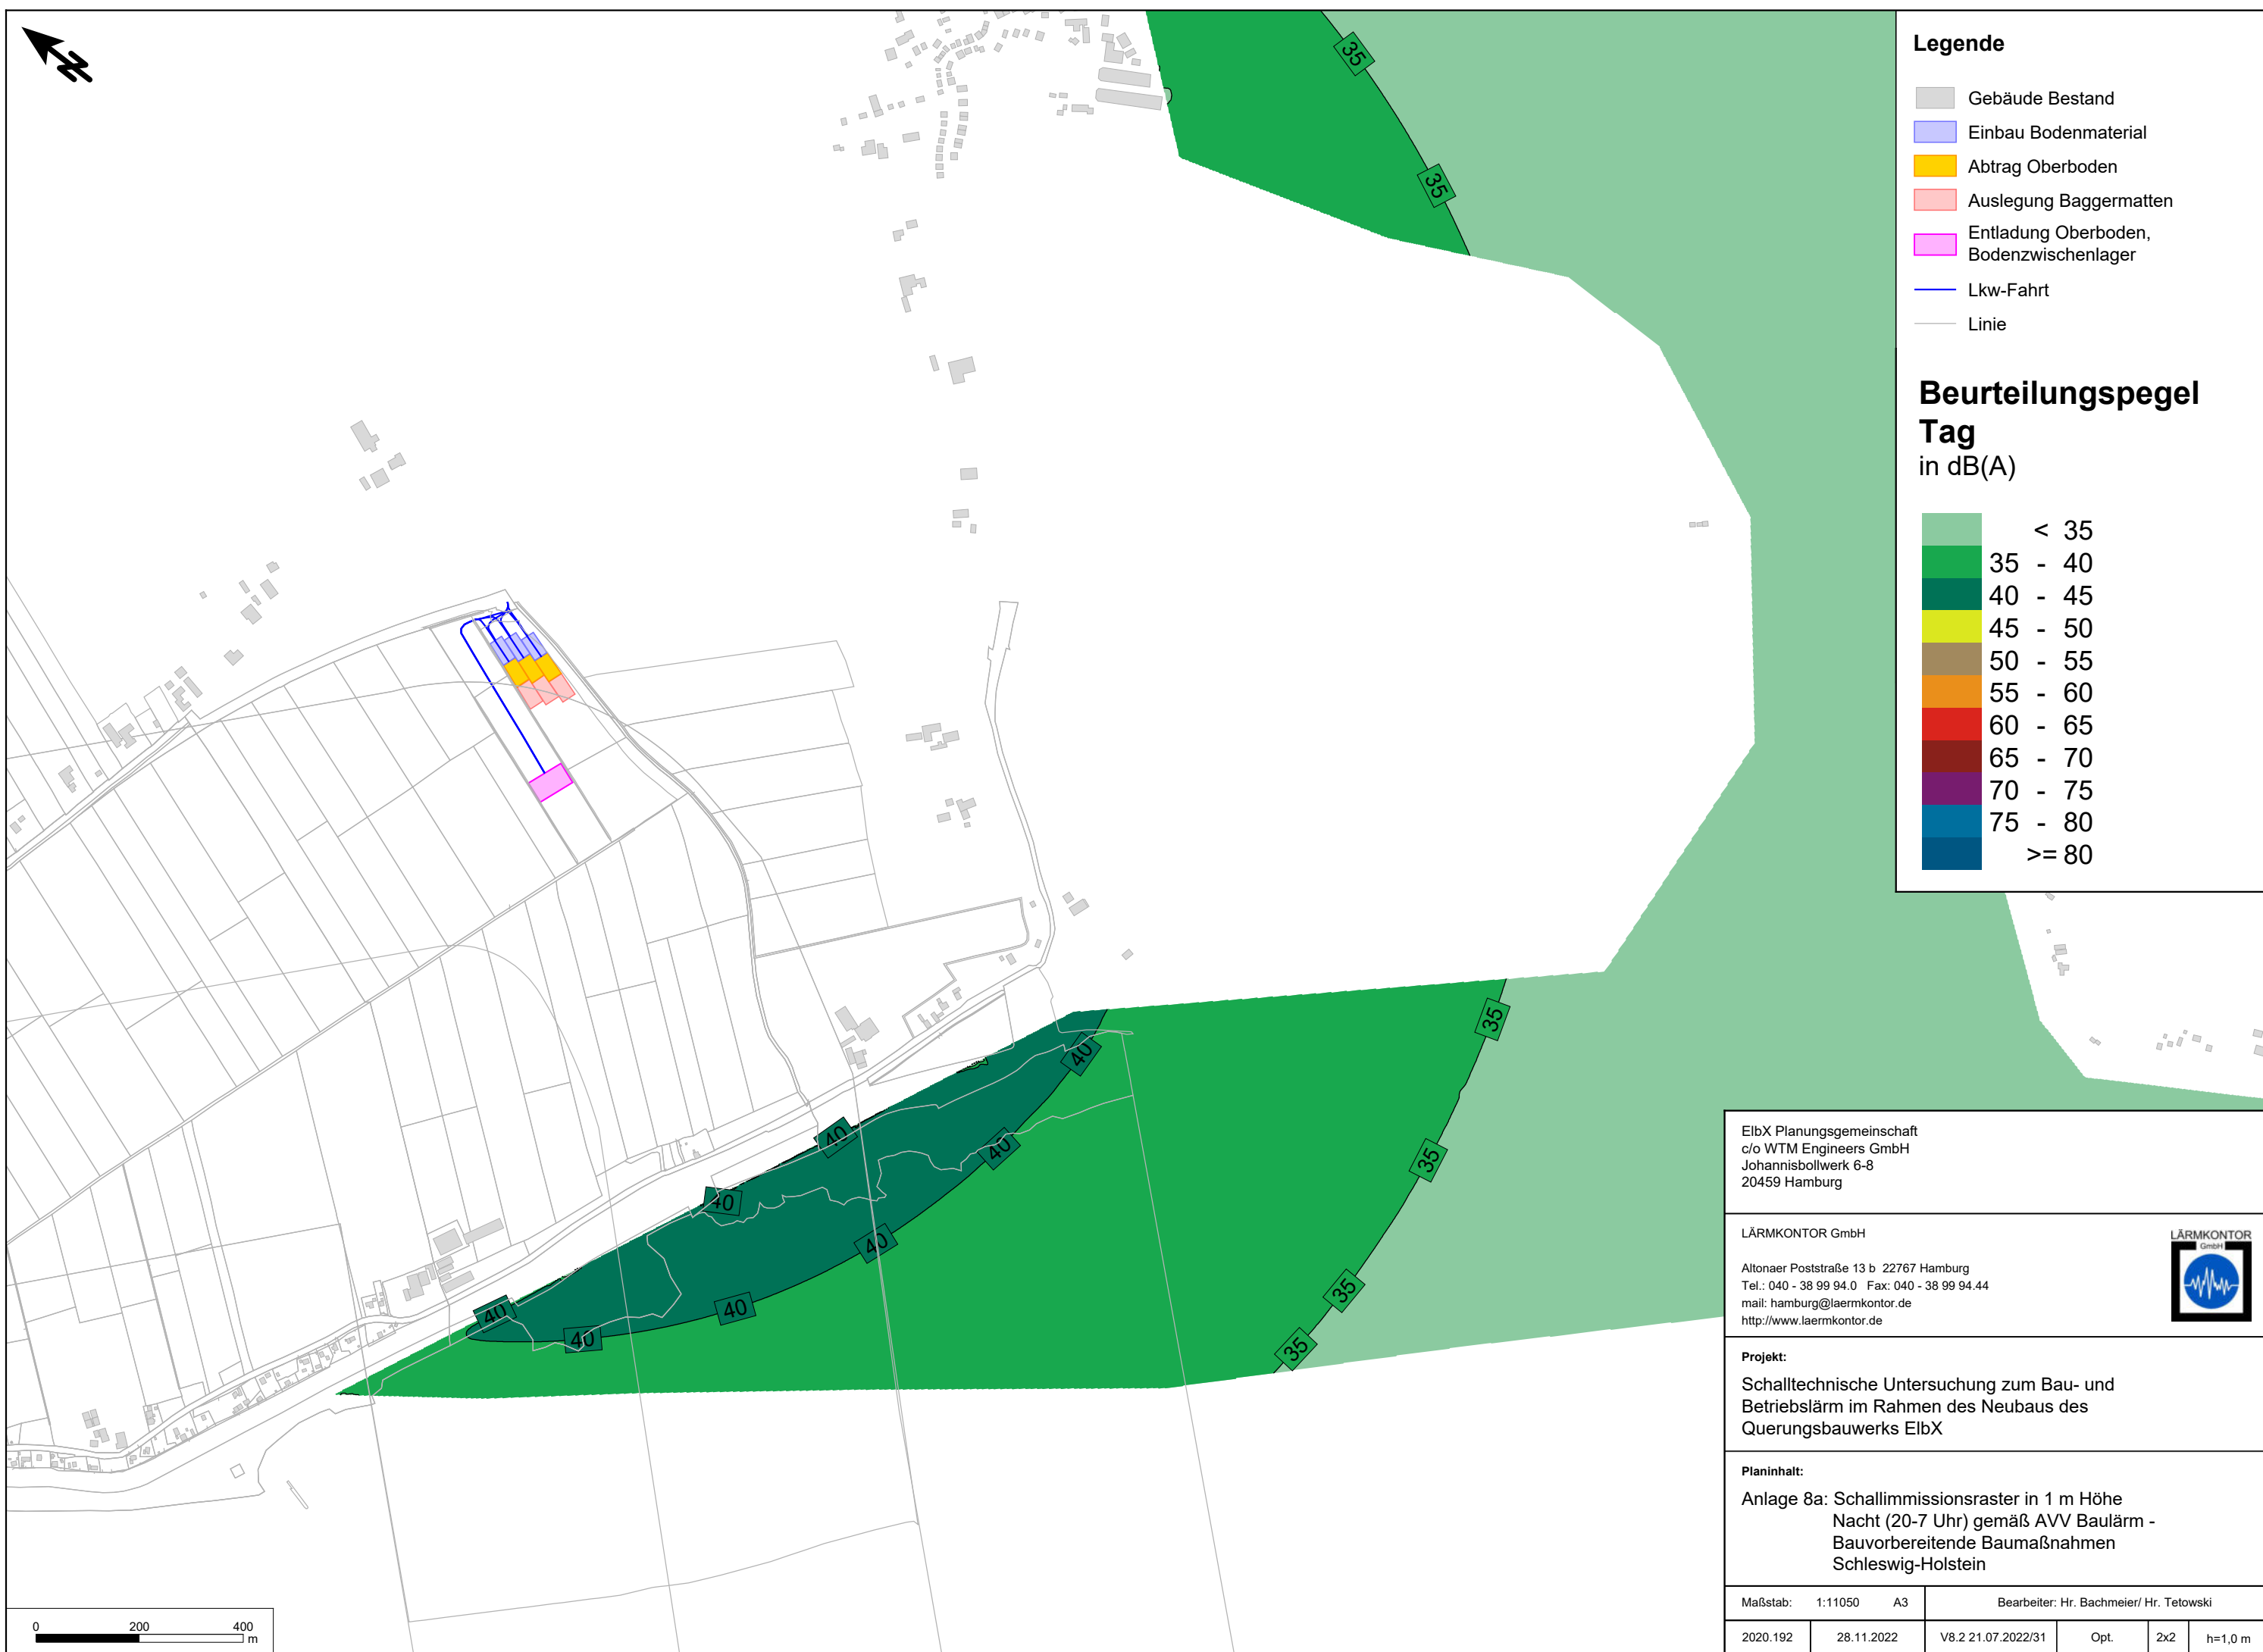 Legende
Gebäude Bestand
Einbau Bodenmaterial
Abtrag Oberboden
Auslegung Baggermatten
Entladung Oberboden,
Bodenzwischenlager
Lkw-Fahrt
Linie
Beurteilungspegel
Tag
in dB(A)
< 35
35 - 40
40 - 45
45 - 50
50 - 55
55 - 60
60 - 65
65 - 70
70 - 75
75 - 80
>= 80
35
35
35
40
40
35
40
40
40
35
40
40
40
35
ElbX Planungsgemeinschaft
c/o WTM Engineers GmbH
Johannisbollwerk 6-8
20459 Hamburg
LÄRMKONTOR GmbH
Altonaer Poststraße 13 b 22767 Hamburg
Tel.: 040 - 38 99 94.0 Fax: 040 - 38 99 94.44
mail: hamburg@laermkontor.de
http://www.laermkontor.de
LÄRMKONTOR
GmbH
Projekt:
Schalltechnische Untersuchung zum Bau- und
Betriebslärm im Rahmen des Neubaus des
Querungsbauwerks ElbX
Planinhalt:
Anlage 8a: Schallimmissionsraster in 1 m Höhe
Nacht (20-7 Uhr) gemäß AVV Baulärm -
Bauvorbereitende Baumaßnahmen
Schleswig-Holstein
Maßstab: 1:11050 A3 Bearbeiter: Hr. Bachmeier/ Hr. Tetowski
2020.192 28.11.2022 V8.2 21.07.2022/31 Opt. 2x2 h=1,0 m
0 200 400
m